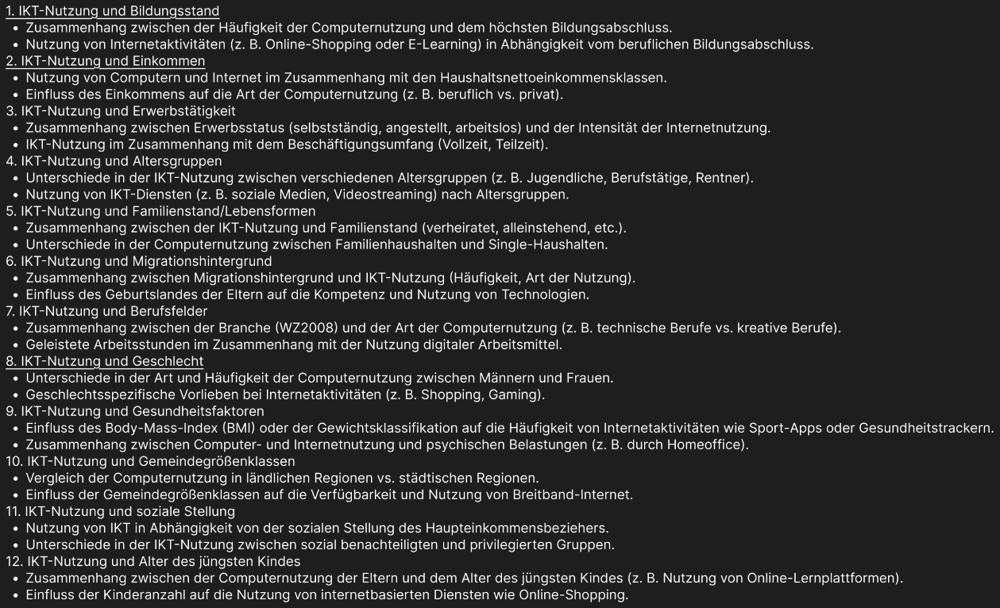 1. IKT-Nutzung und Bildungsstand
• Zusammenhang zwischen der Häufigkeit der Computernutzung und dem höchsten Bildungsabschluss.
• Nutzung von Internetaktivitäten (z. B. Online-Shopping oder E-Learning) in Abhängigkeit vom beruflichen Bildungsabschluss.
2. IKT-Nutzung und Einkommen
• Nutzung von Computern und Internet im Zusammenhang mit den Haushaltsnettoeinkommensklassen.
• Einfluss des Einkommens auf die Art der Computernutzung (z. B. beruflich vs. privat).
3. IKT-Nutzung und Erwerbstätigkeit
• Zusammenhang zwischen Erwerbsstatus (selbstständig, angestellt, arbeitslos) und der Intensität der Internetnutzung.
• IKT-Nutzung im Zusammenhang mit dem Beschäftigungsumfang (Vollzeit, Teilzeit).
4. IKT-Nutzung und Altersgruppen
• Unterschiede in der IKT-Nutzung zwischen verschiedenen Altersgruppen (z. B. Jugendliche, Berufstätige, Rentner).
• Nutzung von IKT-Diensten (z. B. soziale Medien, Videostreaming) nach Altersgruppen.
5. IKT-Nutzung und Familienstand/Lebensformen
• Zusammenhang zwischen der IKT-Nutzung und Familienstand (verheiratet, alleinstehend, etc.).
• Unterschiede in der Computernutzung zwischen Familienhaushalten und Single-Haushalten.
6. IKT-Nutzung und Migrationshintergrund
• Zusammenhang zwischen Migrationshintergrund und IKT-Nutzung (Häufigkeit, Art der Nutzung).
• Einfluss des Geburtslandes der Eltern auf die Kompetenz und Nutzung von Technologien.
7. IKT-Nutzung und Berufsfelder
• Zusammenhang zwischen der Branche (WZ2008) und der Art der Computernutzung (z. B. technische Berufe vs. kreative Berufe).
• Geleistete Arbeitsstunden im Zusammenhang mit der Nutzung digitaler Arbeitsmittel.
8. IKT-Nutzung und Geschlecht
• Unterschiede in der Art und Häufigkeit der Computernutzung zwischen Männern und Frauen.
• Geschlechtsspezifische Vorlieben bei Internetaktivitäten (z. B. Shopping, Gaming).
9. IKT-Nutzung und Gesundheitsfaktoren
• Einfluss des Body-Mass-Index (BMI) oder der Gewichtsklassifikation auf die Häufigkeit von Internetaktivitäten wie Sport-Apps oder Gesundheitstrackern.
• Zusammenhang zwischen Computer- und Internetnutzung und psychischen Belastungen (z. B. durch Homeoffice).
10. IKT-Nutzung und Gemeindegrößenklassen
• Vergleich der Computernutzung in ländlichen Regionen vs. städtischen Regionen.
• Einfluss der Gemeindegrößenklassen auf die Verfügbarkeit und Nutzung von Breitband-Internet.
11. IKT-Nutzung und soziale Stellung
• Nutzung von IKT in Abhängigkeit von der sozialen Stellung des Haupteinkommensbeziehers.
• Unterschiede in der IKT-Nutzung zwischen sozial benachteiligten und privilegierten Gruppen.
12. IKT-Nutzung und Alter des jüngsten Kindes
• Zusammenhang zwischen der Computernutzung der Eltern und dem Alter des jüngsten Kindes (z. B. Nutzung von Online-Lernplattformen).
• Einfluss der Kinderanzahl auf die Nutzung von internetbasierten Diensten wie Online-Shopping.